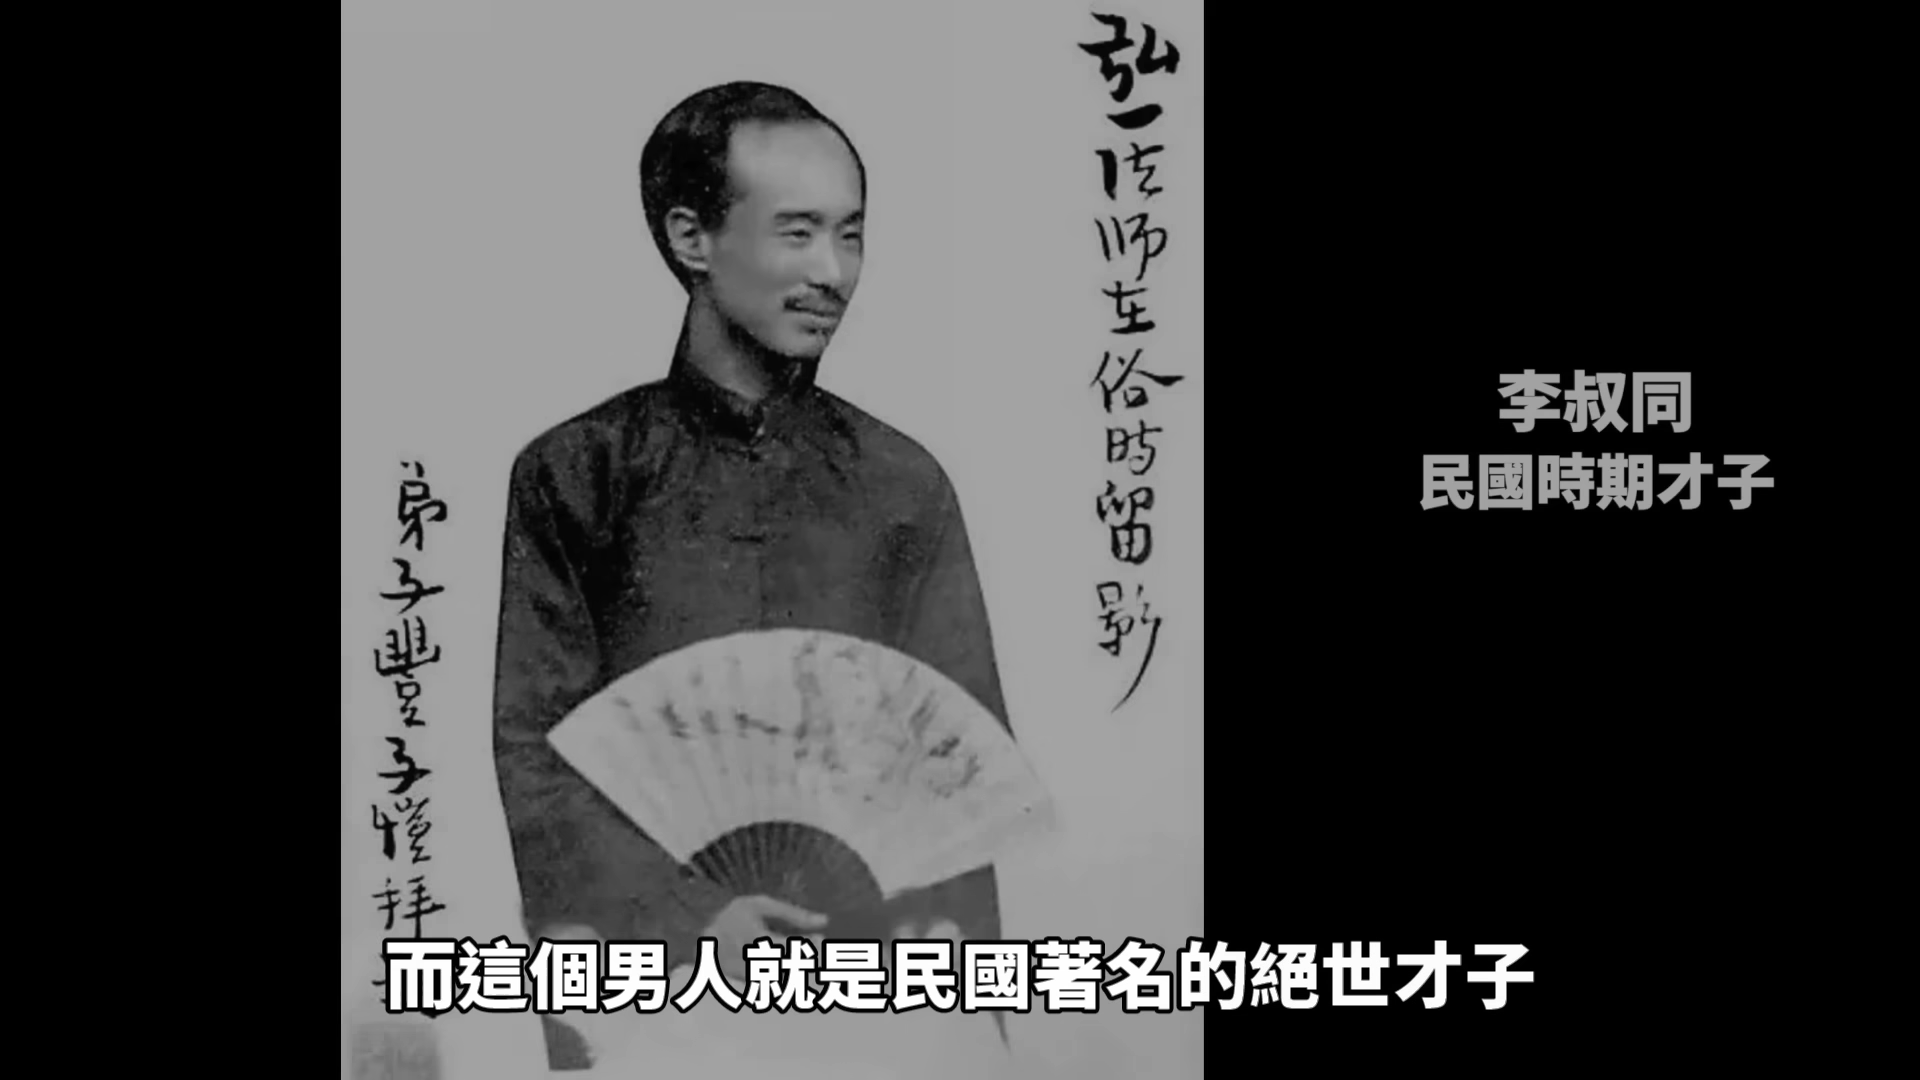 弘一法师在俗時留影
弟子豐子愷拜
李叔同
民國時期才子
而這個男人就是民國著名的絕世才子